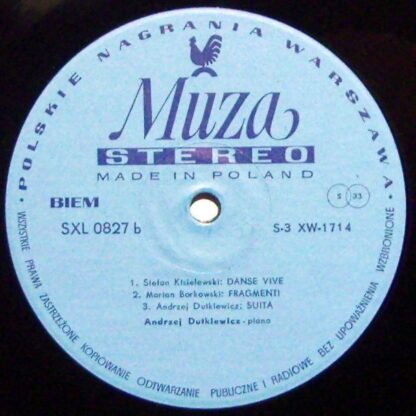 • POLSKIE NAGRANIA WARSZAWA •
Muza
STEREO
MADE IN POLAND
BIEM
S 33
SXL 0827 b
S-3 XW-1714
1. Stefan Kisielewski: DANSE VIVE
2. Marian Borkowski: FRAGMENTI
3. Andrzej Dutkiewicz; SUITA
Andrzej Dutkiewicz - piano
WSZYSTKIE PRAWA ZASTRZEŻONE KOPIOWANIE ODTWARZANIE PUBLICZNE I RADIOWE BEZ UPOWAŻNIENIA WZBRONIONE